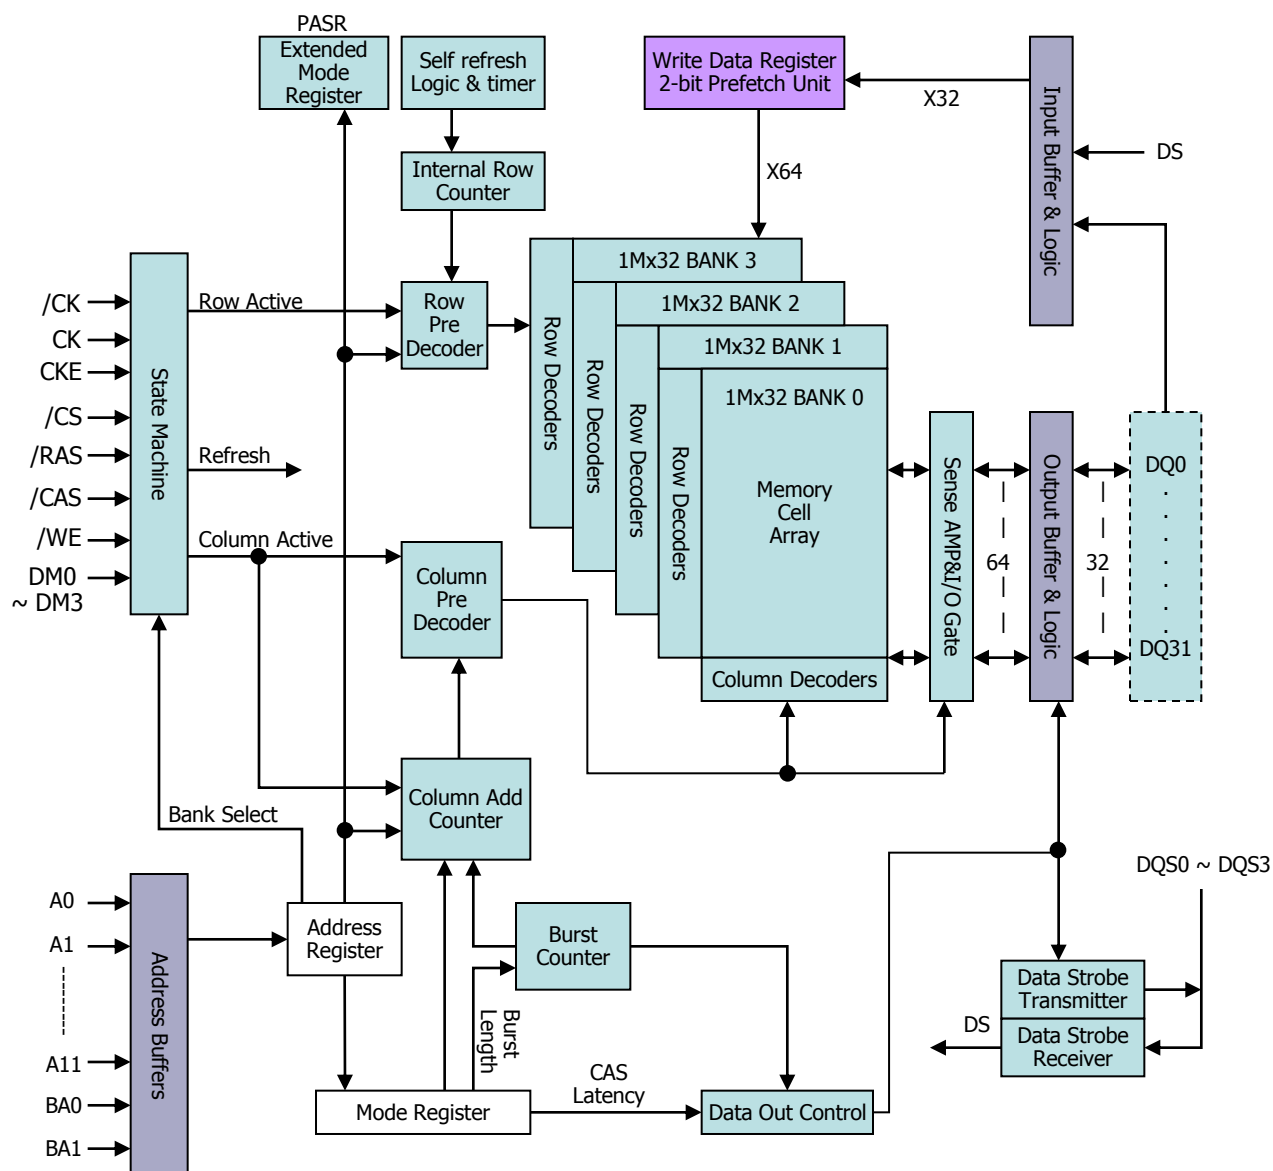 PASR
Extended
Mode
Register
Self refresh
Logic & timer
Write Data Register
2-bit Prefetch Unit
X32
Input Buffer & Logic
DS
Internal Row
Counter
X64
/CK
CK
CKE
/CS
/RAS
/CAS
/WE
DM0
~ DM3
State Machine
Row Active
Refresh
Column Active
Row
Pre
Decoder
Row Decoders
Row Decoders
Row Decoders
Row Decoders
1Mx32 BANK 3
1Mx32 BANK 2
1Mx32 BANK 1
1Mx32 BANK 0
Memory
Cell
Array
Column Decoders
Sense AMP&I/O Gate
64
Output Buffer & Logic
32
DQ0
.
.
.
.
.
.
.
DQ31
Column
Pre
Decoder
Column Add
Counter
Bank Select
A0
A1
A11
BA0
BA1
Address Buffers
Address
Register
Burst
Counter
Burst
Length
Mode Register
CAS
Latency
Data Out Control
DQS0 ~ DQS3
Data Strobe
Transmitter
DS
Data Strobe
Receiver